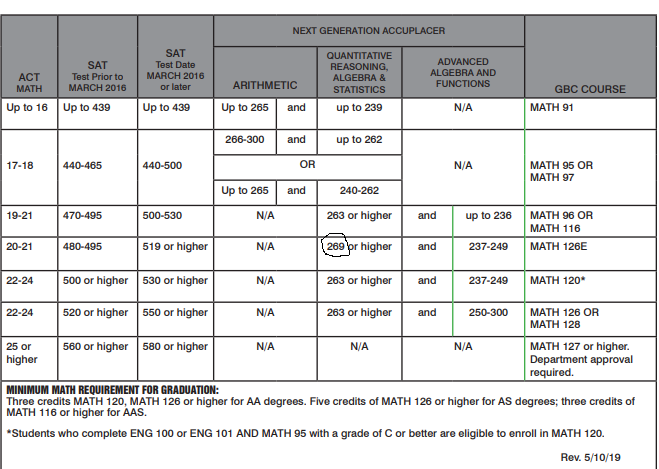 NEXT GENERATION ACCUPLACER
ACT
MATH
SAT
Test Prior to
MARCH 2016
SAT
Test Date
MARCH 2016
or later
ARITHMETIC
QUANTITATIVE
REASONING,
ALGEBRA &
STATISTICS
ADVANCED
ALGEBRA AND
FUNCTIONS
GBC COURSE
Up to 16 Up to 439 Up to 439 Up to 265 and up to 239 N/A MATH 91
266-300 and up to 262
17-18 440-465 440-500 OR N/A MATH 95 OR
MATH 97
Up to 265 and 240-262
19-21 470-495 500-530 N/A 263 or higher and up to 236 MATH 96 OR
MATH 116
20-21 480-495 519 or higher N/A 269 or higher and 237-249 MATH 126E
22-24 500 or higher 530 or higher N/A 263 or higher and 237-249 MATH 120*
22-24 520 or higher 550 or higher N/A 263 or higher and 250-300 MATH 126 OR
MATH 128
25 or
higher
560 or higher 580 or higher N/A N/A N/A MATH 127 or higher.
Department approval
required.
MINIMUM MATH REQUIREMENT FOR GRADUATION:
Three credits MATH 120, MATH 126 or higher for AA degrees. Five credits of MATH 126 or higher for AS degrees; three credits of
MATH 116 or higher for AAS.
*Students who complete ENG 100 or ENG 101 AND MATH 95 with a grade of C or better are eligible to enroll in MATH 120.
Rev. 5/10/19